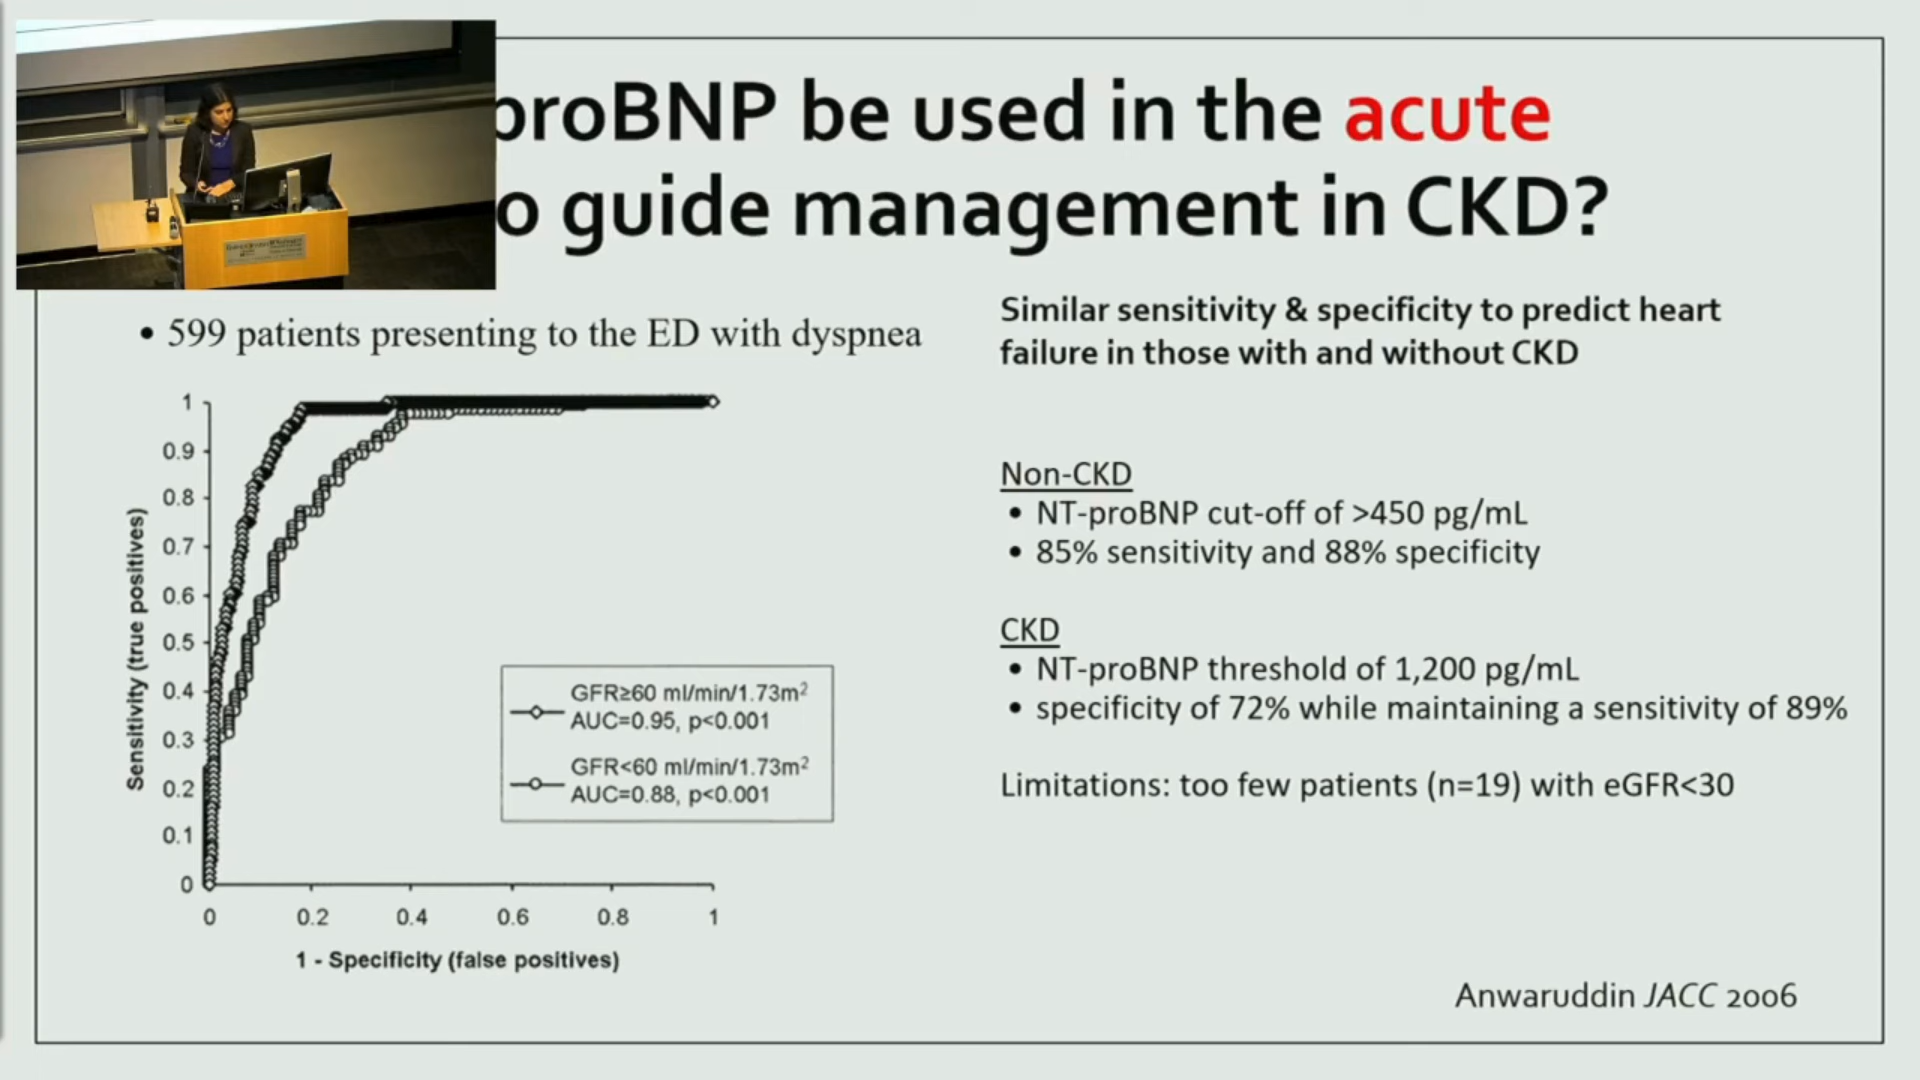 proBNP be used in the acute
o guide management in CKD?
• 599 patients presenting to the ED with dyspnea
Similar sensitivity & specificity to predict heart
failure in those with and without CKD
1
0.9
0.8
0.7
0.6
0.5
0.4
0.3
0.2
0.1
0
Sensitivity (true positives)
0 0.2 0.4 0.6 0.8 1
1 - Specificity (false positives)
GFR≥60 ml/min/1.73m²
AUC=0.95, p<0.001
GFR<60 ml/min/1.73m²
AUC=0.88, p<0.001
Non-CKD
• NT-proBNP cut-off of >450 pg/mL
• 85% sensitivity and 88% specificity
CKD
• NT-proBNP threshold of 1,200 pg/mL
• specificity of 72% while maintaining a sensitivity of 89%
Limitations: too few patients (n=19) with eGFR<30
Anwaruddin JACC 2006